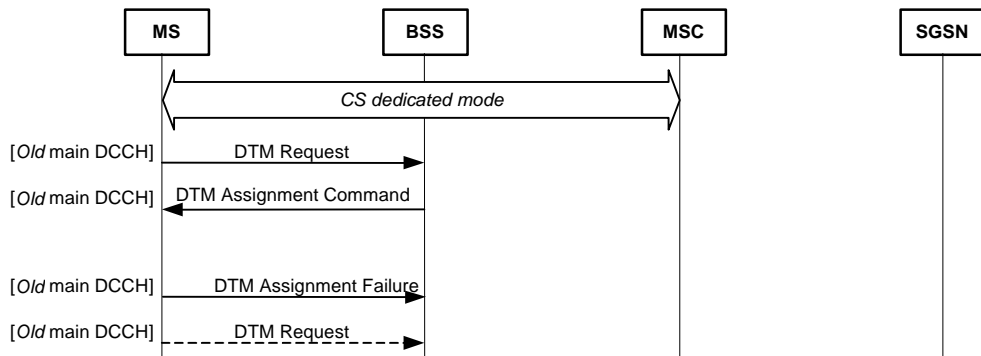 MS BSS MSC SGSN
CS dedicated mode
[Old main DCCH] DTM Request
[Old main DCCH] DTM Assignment Command
[Old main DCCH] DTM Assignment Failure
[Old main DCCH] DTM Request